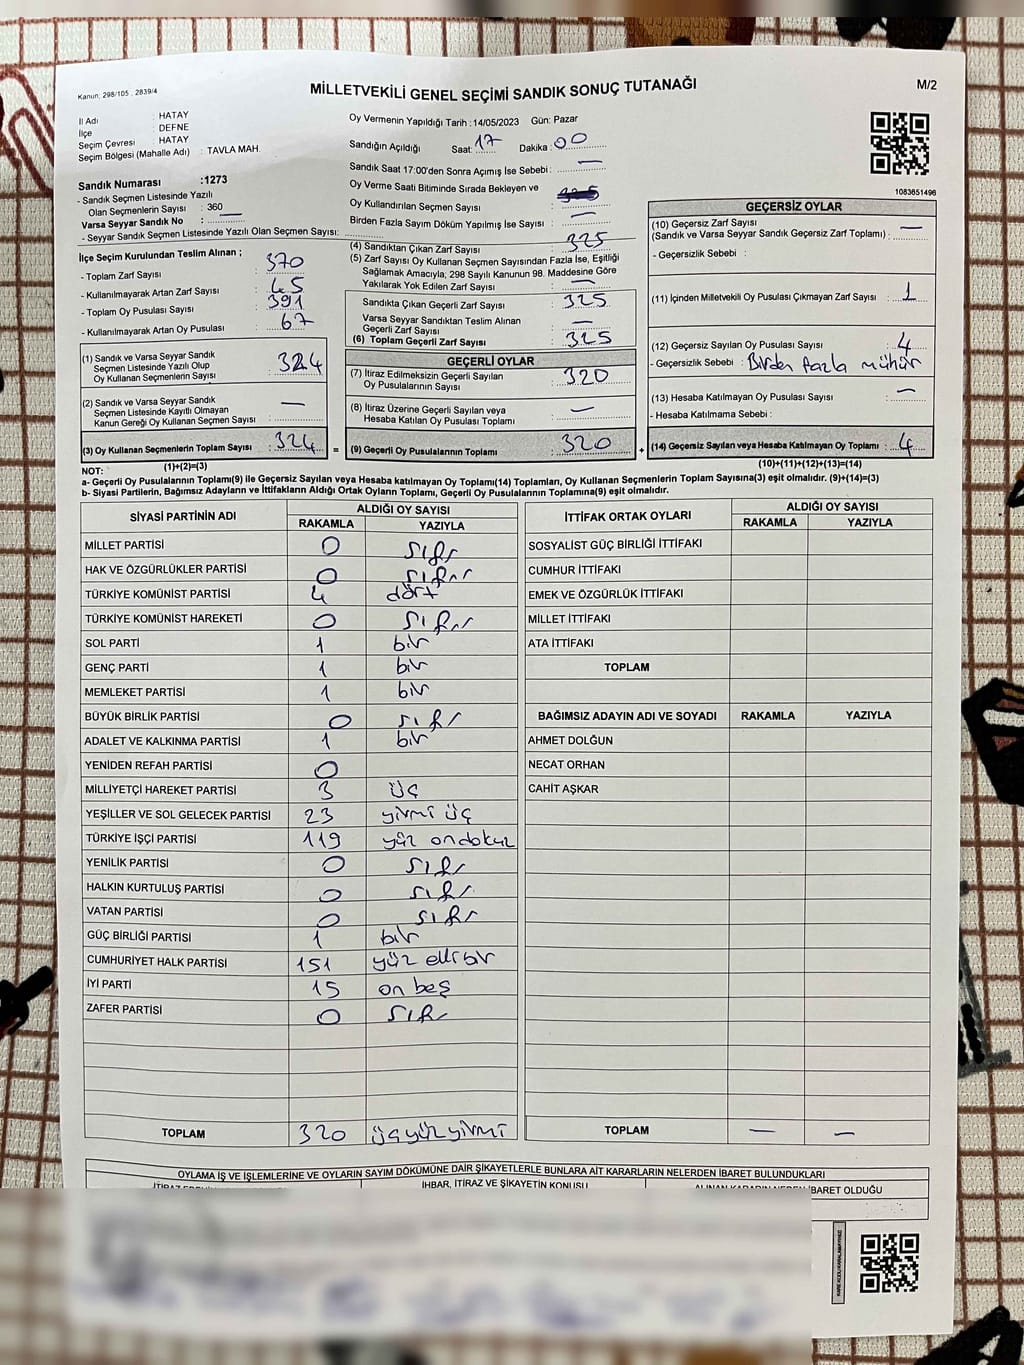 Kanun: 298/105 , 2839/4
MİLLETVEKİLİ GENEL SEÇİMİ SANDIK SONUÇ TUTANAĞI
M/2
İl Adı : HATAY
İlçe : DEFNE
Seçim Çevresi : HATAY
Seçim Bölgesi (Mahalle Adı) : TAVLA MAH.
Sandık Numarası :1273
- Sandık Seçmen Listesinde Yazılı
Olan Seçmenlerin Sayısı : 360
Varsa Seyyar Sandık No : —
- Seyyar Sandık Seçmen Listesinde Yazılı Olan Seçmen Sayısı:
İlçe Seçim Kurulundan Teslim Alınan ;
- Toplam Zarf Sayısı : 370
- Kullanılmayarak Artan Zarf Sayısı : 45
- Toplam Oy Pusulası Sayısı : 391
- Kullanılmayarak Artan Oy Pusulası : 67
(1) Sandık ve Varsa Seyyar Sandık
Seçmen Listesinde Yazılı Olup
Oy Kullanan Seçmenlerin Sayısı : 324
(2) Sandık ve Varsa Seyyar Sandık
Seçmen Listesinde Kayıtlı Olmayan
Kanun Gereği Oy Kullanan Seçmen Sayısı : —
(3) Oy Kullanan Seçmenlerin Toplam Sayısı : 324
(1)+(2)=(3)
Oy Vermenin Yapıldığı Tarih : 14/05/2023 Gün: Pazar
Sandığın Açıldığı Saat: 17 Dakika : 00
Sandık Saat 17:00'den Sonra Açımış İse Sebebi : —
Oy Verme Saati Bitiminde Sırada Bekleyen ve
Oy Kullandırılan Seçmen Sayısı :
Birden Fazla Sayım Döküm Yapılmış İse Sayısı : —
(4) Sandıktan Çıkan Zarf Sayısı : 325
(5) Zarf Sayısı Oy Kullanan Seçmen Sayısından Fazla İse, Eşitliği
Sağlamak Amacıyla; 298 Sayılı Kanunun 98. Maddesine Göre
Yakılarak Yok Edilen Zarf Sayısı : —
Sandıkta Çıkan Geçerli Zarf Sayısı : 325
Varsa Seyyar Sandıktan Teslim Alınan
Geçerli Zarf Sayısı : —
(6) Toplam Geçerli Zarf Sayısı : 325
GEÇERLİ OYLAR
(7) İtiraz Edilmeksizin Geçerli Sayılan
Oy Pusulalarının Sayısı : 320
(8) İtiraz Üzerine Geçerli Sayılan veya
Hesaba Katılan Oy Pusulası Toplamı : —
= (9) Geçerli Oy Pusulalarının Toplamı : 320 +
1083651496
GEÇERSİZ OYLAR
(10) Geçersiz Zarf Sayısı
(Sandık ve Varsa Seyyar Sandık Geçersiz Zarf Toplamı) : —
- Geçersizlik Sebebi :
(11) İçinden Milletvekili Oy Pusulası Çıkmayan Zarf Sayısı : 1
(12) Geçersiz Sayılan Oy Pusulası Sayısı : 4
- Geçersizlik Sebebi : Birden fazla mühür
(13) Hesaba Katılmayan Oy Pusulası Sayısı : —
- Hesaba Katılmama Sebebi :
(14) Geçersiz Sayılan veya Hesaba Katılmayan Oy Toplamı : 4
(10)+(11)+(12)+(13)=(14)
NOT:
a- Geçerli Oy Pusulalarının Toplamı(9) ile Geçersiz Sayılan veya Hesaba katılmayan Oy Toplamı(14) Toplamları, Oy Kullanan Seçmenlerin Toplam Sayısına(3) eşit olmalıdır. (9)+(14)=(3)
b- Siyasi Partilerin, Bağımsız Adayların ve İttifakların Aldığı Ortak Oyların Toplamı, Geçerli Oy Pusulalarının Toplamına(9) eşit olmalıdır.
SİYASİ PARTİNİN ADI ALDIĞI OY SAYISI
RAKAMLA YAZIYLA
MİLLET PARTİSİ 0 sıfır
HAK VE ÖZGÜRLÜKLER PARTİSİ 0 sıfır
TÜRKİYE KOMÜNİST PARTİSİ 4 dört
TÜRKİYE KOMÜNİST HAREKETİ 0 sıfır
SOL PARTİ 1 bir
GENÇ PARTİ 1 bir
MEMLEKET PARTİSİ 1 bir
BÜYÜK BİRLİK PARTİSİ 0 sıfır
ADALET VE KALKINMA PARTİSİ 1 bir
YENİDEN REFAH PARTİSİ 0
MİLLİYETÇİ HAREKET PARTİSİ 3 üç
YEŞİLLER VE SOL GELECEK PARTİSİ 23 yirmi üç
TÜRKİYE İŞÇİ PARTİSİ 119 yüz ondokuz
YENİLİK PARTİSİ 0 sıfır
HALKIN KURTULUŞ PARTİSİ 0 sıfır
VATAN PARTİSİ 0 sıfır
GÜÇ BİRLİĞİ PARTİSİ 1 bir
CUMHURİYET HALK PARTİSİ 151 yüz elli bir
İYİ PARTİ 15 on beş
ZAFER PARTİSİ 0 sıfır
TOPLAM 320 üçyüzyirmi
İTTİFAK ORTAK OYLARI ALDIĞI OY SAYISI
RAKAMLA YAZIYLA
SOSYALİST GÜÇ BİRLİĞİ İTTİFAKI
CUMHUR İTTİFAKI
EMEK VE ÖZGÜRLÜK İTTİFAKI
MİLLET İTTİFAKI
ATA İTTİFAKI
TOPLAM
BAĞIMSIZ ADAYIN ADI VE SOYADI RAKAMLA YAZIYLA
AHMET DOLĞUN
NECAT ORHAN
CAHİT AŞKAR
TOPLAM — —
OYLAMA İŞ VE İŞLEMLERİNE VE OYLARIN SAYIM DÖKÜMÜNE DAİR ŞİKAYETLERLE BUNLARA AİT KARARLARIN NELERDEN İBARET BULUNDUKLARI
İHBAR, İTİRAZ VE ŞİKAYETİN KONUSU
İBARET OLDUĞU